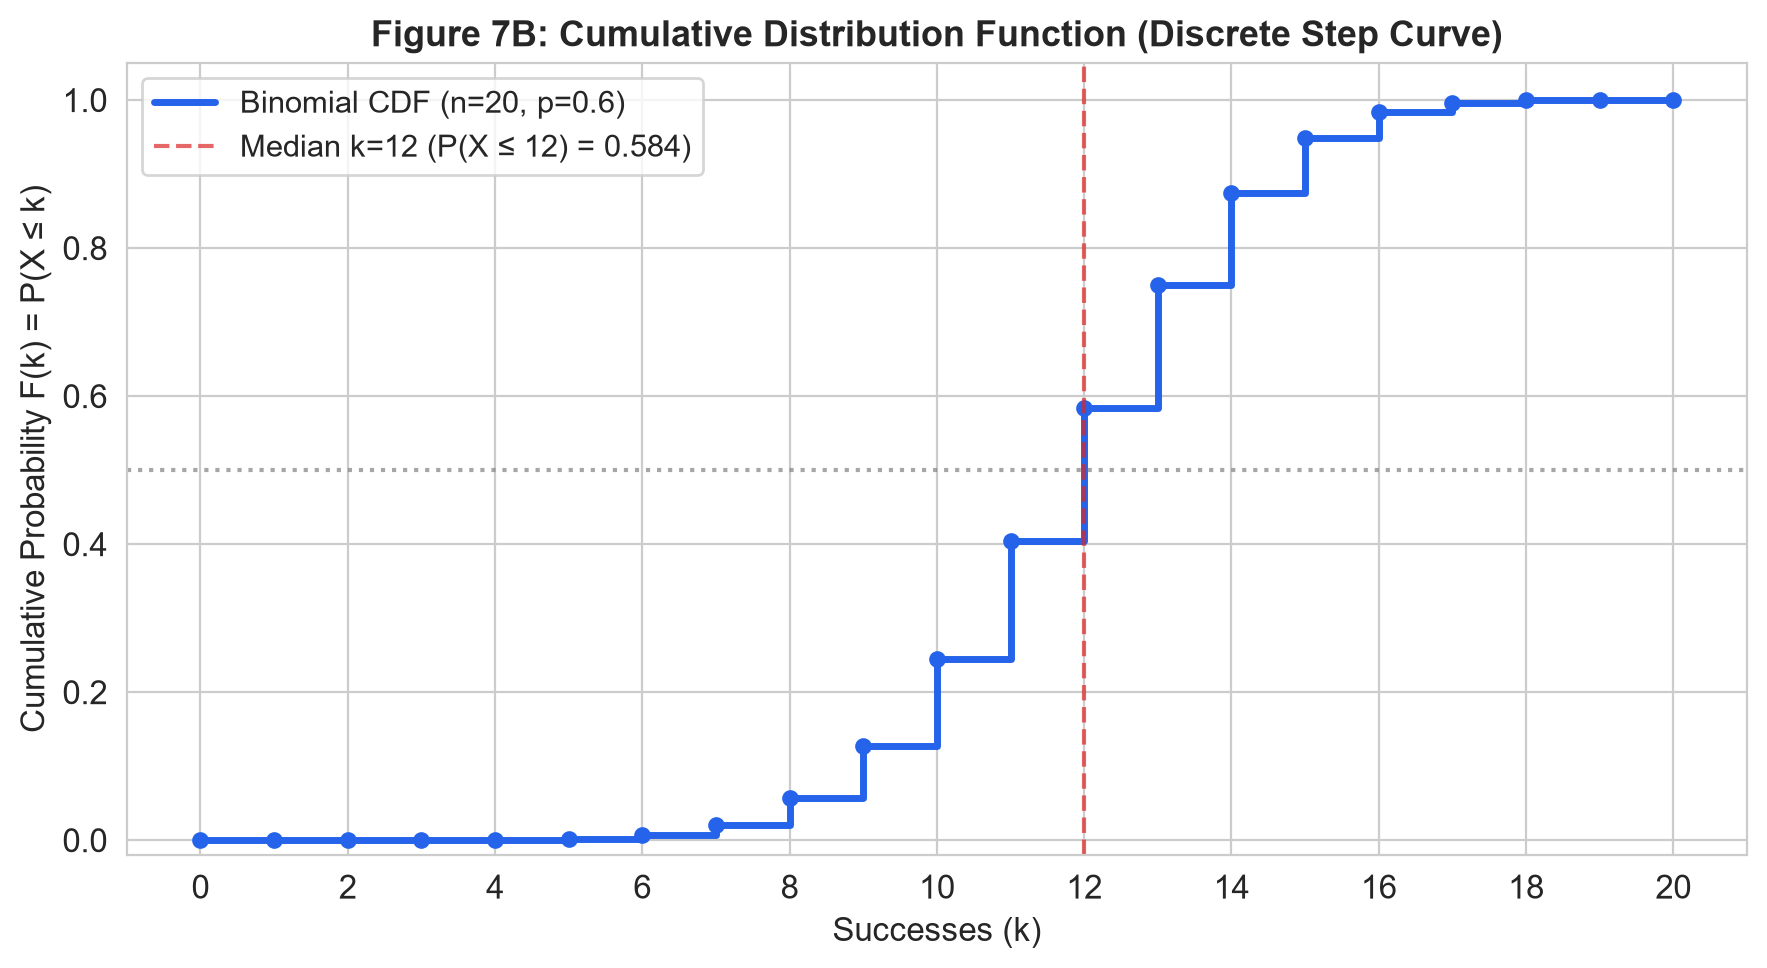 Figure 7B: Cumulative Distribution Function (Discrete Step Curve)
Binomial CDF (n=20, p=0.6)
Median k=12 (P(X ≤ 12) = 0.584)
Cumulative Probability F(k) = P(X ≤ k)
1.0
0.8
0.6
0.4
0.2
0.0
0 2 4 6 8 10 12 14 16 18 20
Successes (k)